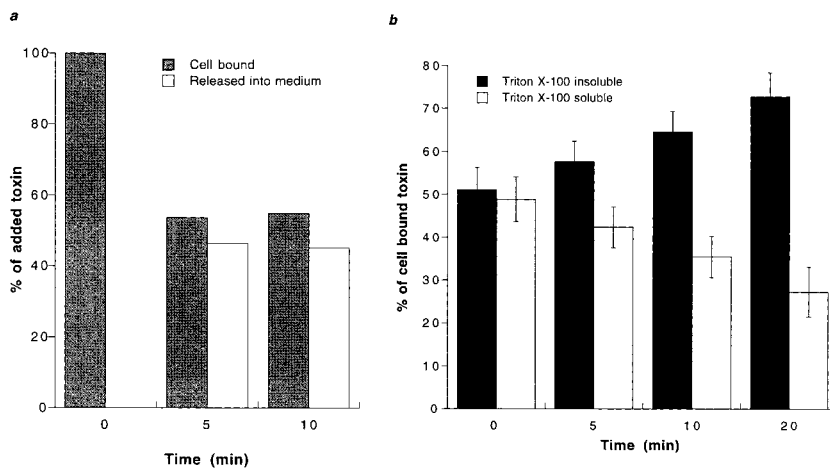 a
Cell bound
Released into medium
% of added toxin
100
80
60
40
20
0
0 5 10
Time (min)
b
Triton X-100 insoluble
Triton X-100 soluble
% of cell bound toxin
80
70
60
50
40
30
20
10
0
0 5 10 20
Time (min)